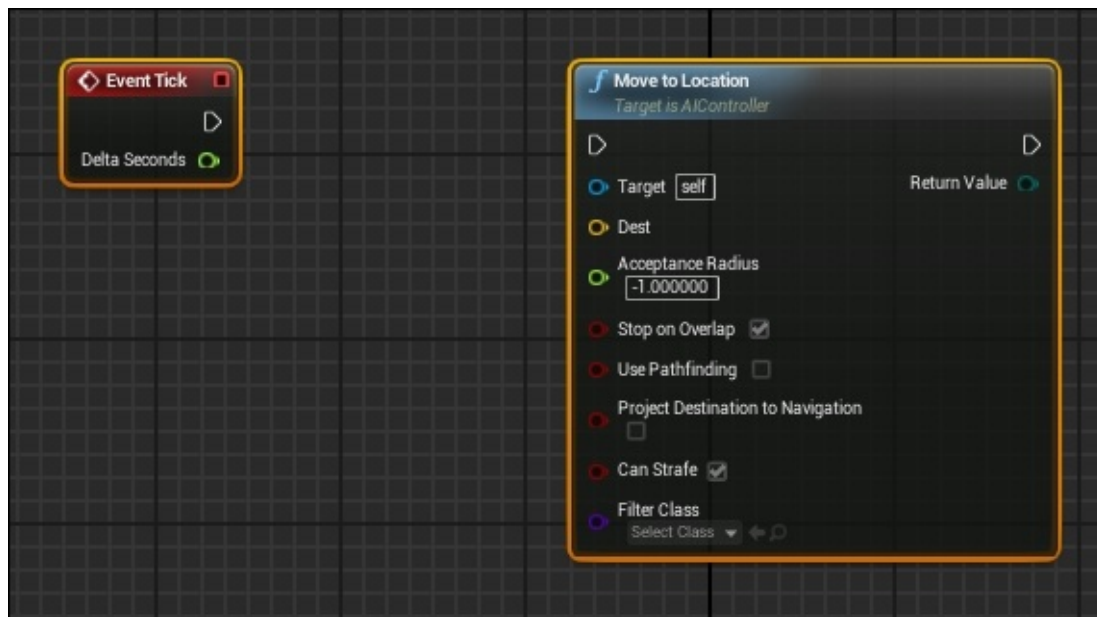 Event Tick
Delta Seconds
Move to Location
Target is AIController
Target self
Return Value
Dest
Acceptance Radius
-1.000000
Stop on Overlap
Use Pathfinding
Project Destination to Navigation
Can Strafe
Filter Class
Select Class